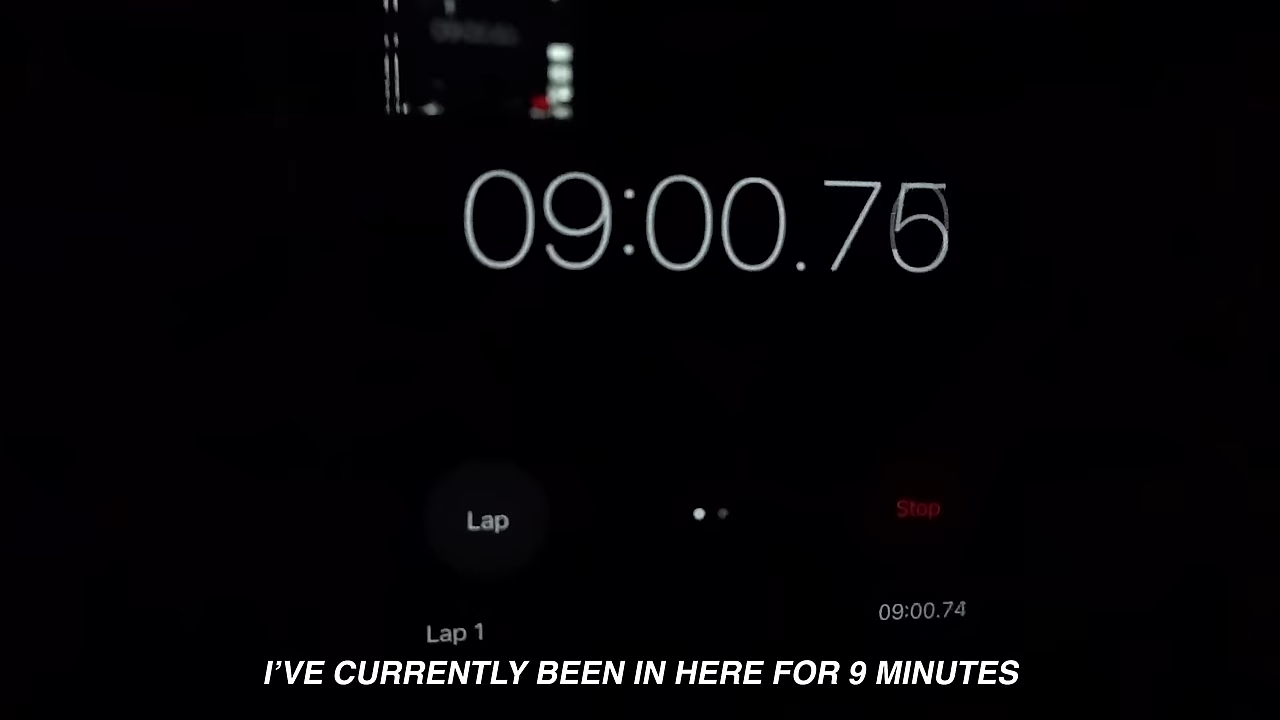 09:00.75
Lap
Stop
Lap 1
09:00.74
I'VE CURRENTLY BEEN IN HERE FOR 9 MINUTES